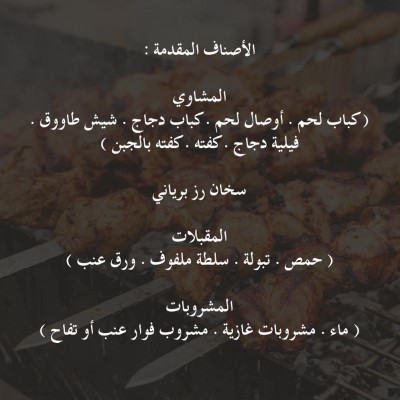 الأصناف المقدمة :
المشاوي
( كباب لحم . أوصال لحم . كباب دجاج . شيش طاووق .
فيلية دجاج . كفته . كفته بالجبن )
سخان رز برياني
المقبلات
( حمص . تبولة . سلطة ملفوف . ورق عنب )
المشروبات
( ماء . مشروبات غازية . مشروب فوار عنب أو تفاح )